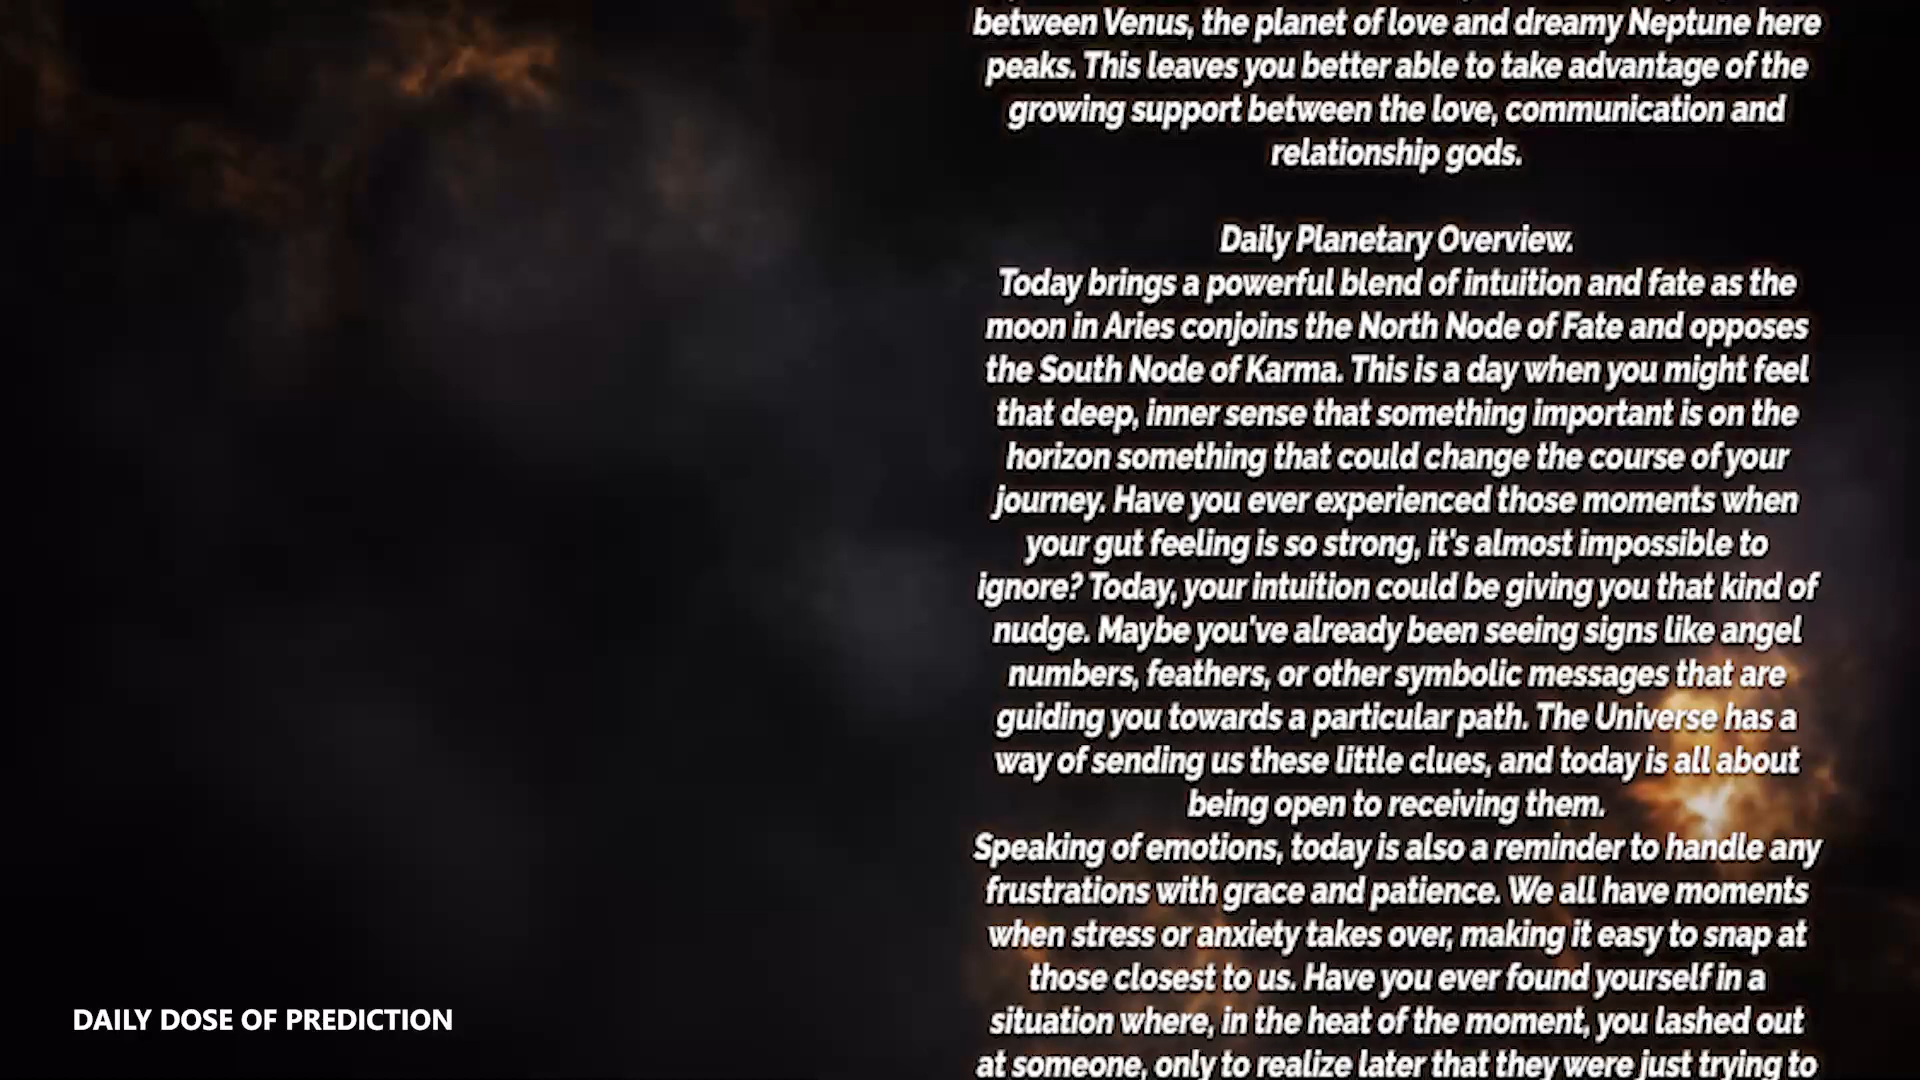 between Venus, the planet of love and dreamy Neptune here
peaks. This leaves you better able to take advantage of the
growing support between the love, communication and
relationship gods.
Daily Planetary Overview.
Today brings a powerful blend of intuition and fate as the
moon in Aries conjoins the North Node of Fate and opposes
the South Node of Karma. This is a day when you might feel
that deep, inner sense that something important is on the
horizon something that could change the course of your
journey. Have you ever experienced those moments when
your gut feeling is so strong, it's almost impossible to
ignore? Today, your intuition could be giving you that kind of
nudge. Maybe you've already been seeing signs like angel
numbers, feathers, or other symbolic messages that are
guiding you towards a particular path. The Universe has a
way of sending us these little clues, and today is all about
being open to receiving them.
Speaking of emotions, today is also a reminder to handle any
frustrations with grace and patience. We all have moments
when stress or anxiety takes over, making it easy to snap at
those closest to us. Have you ever found yourself in a
situation where, in the heat of the moment, you lashed out
at someone, only to realize later that they were just trying to
DAILY DOSE OF PREDICTION